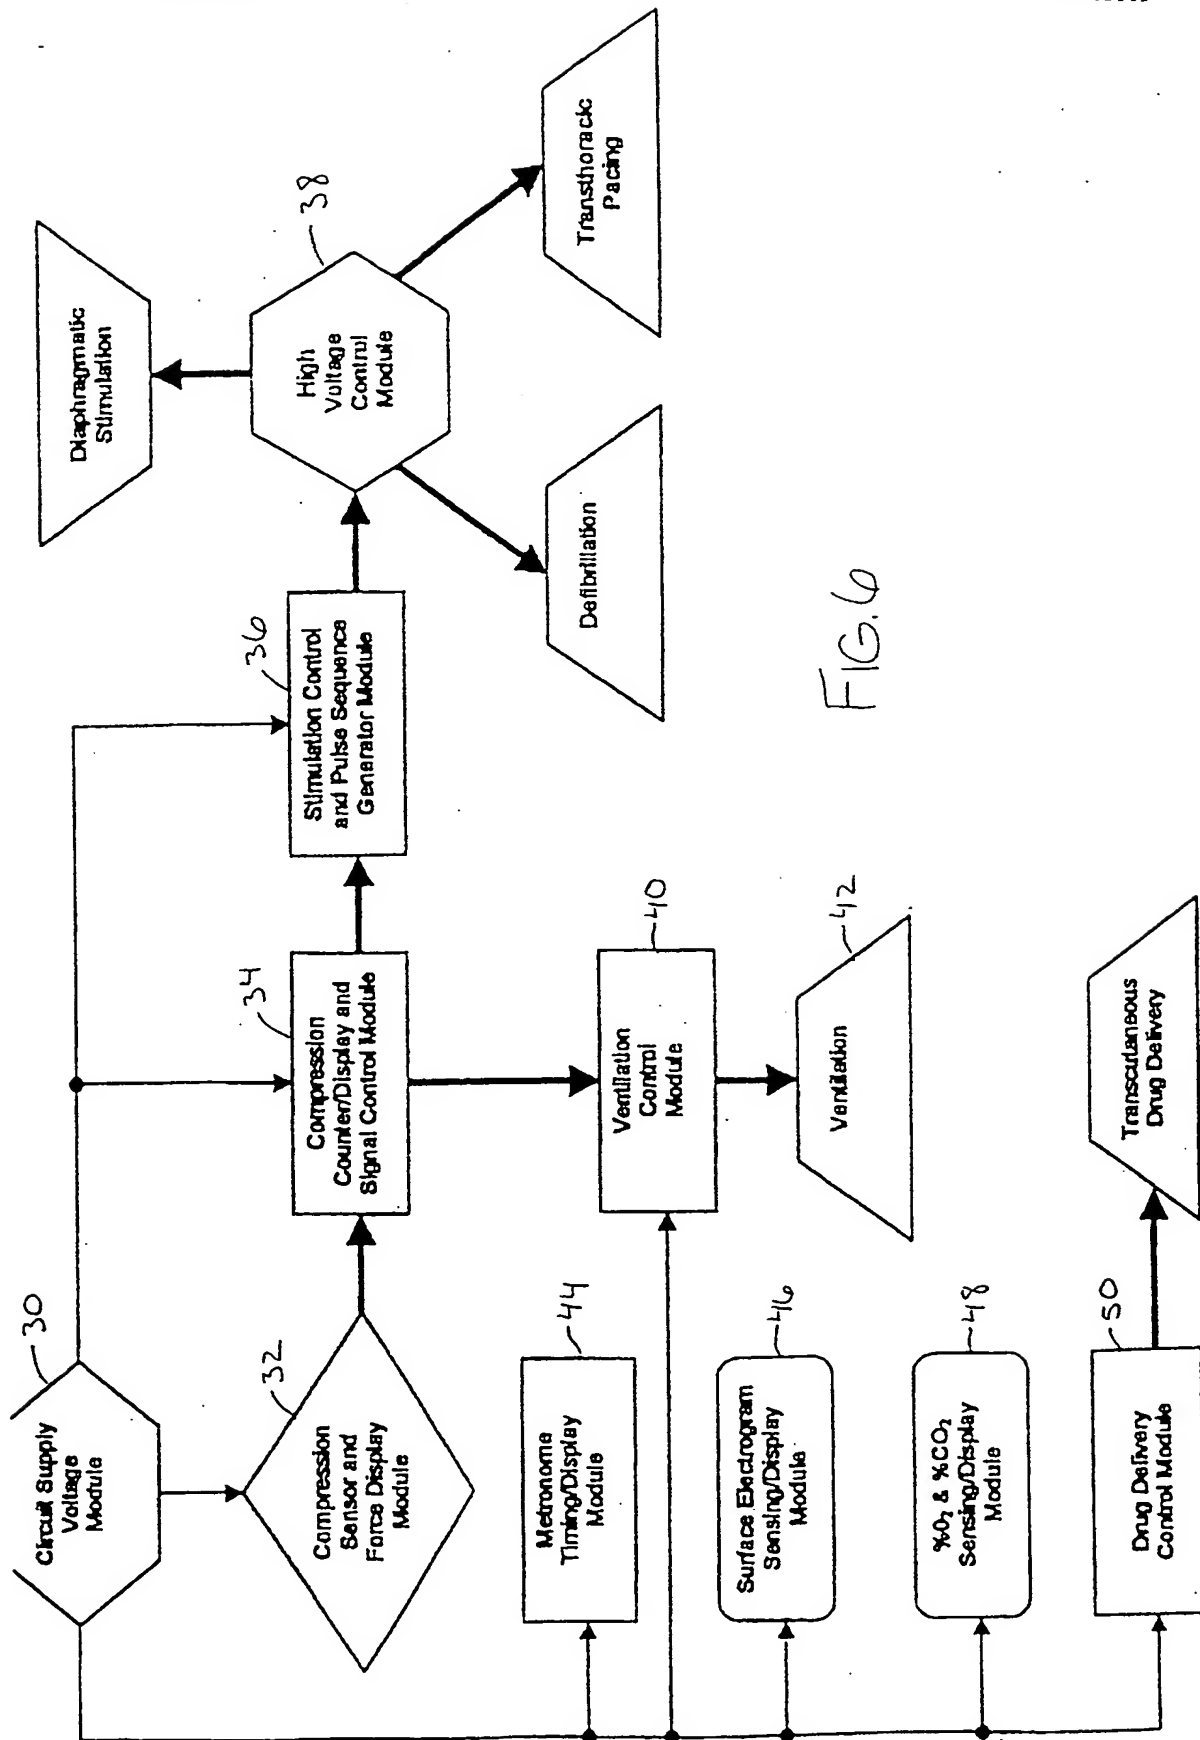 Circuit Supply
Voltage
Module
30
Compression
Sensor and
Force Display
Module
32
Compression
Counter/Display and
Signal Control Module
34
Stimulation Control
and Pulse Sequence
Generator Module
36
High
Voltage
Control
Module
38
Diaphragmatic
Stimulation
Defibrillation
Transthoracic
Pacing
Metronome
Timing/Display
Module
44
Ventilation
Control
Module
40
Surface Electrogram
Sensing/Display
Module
46
Ventilation
42
%O₂ & %CO₂
Sensing/Display
Module
48
Drug Delivery
Control Module
50
Transcutaneous
Drug Delivery
FIG. 6